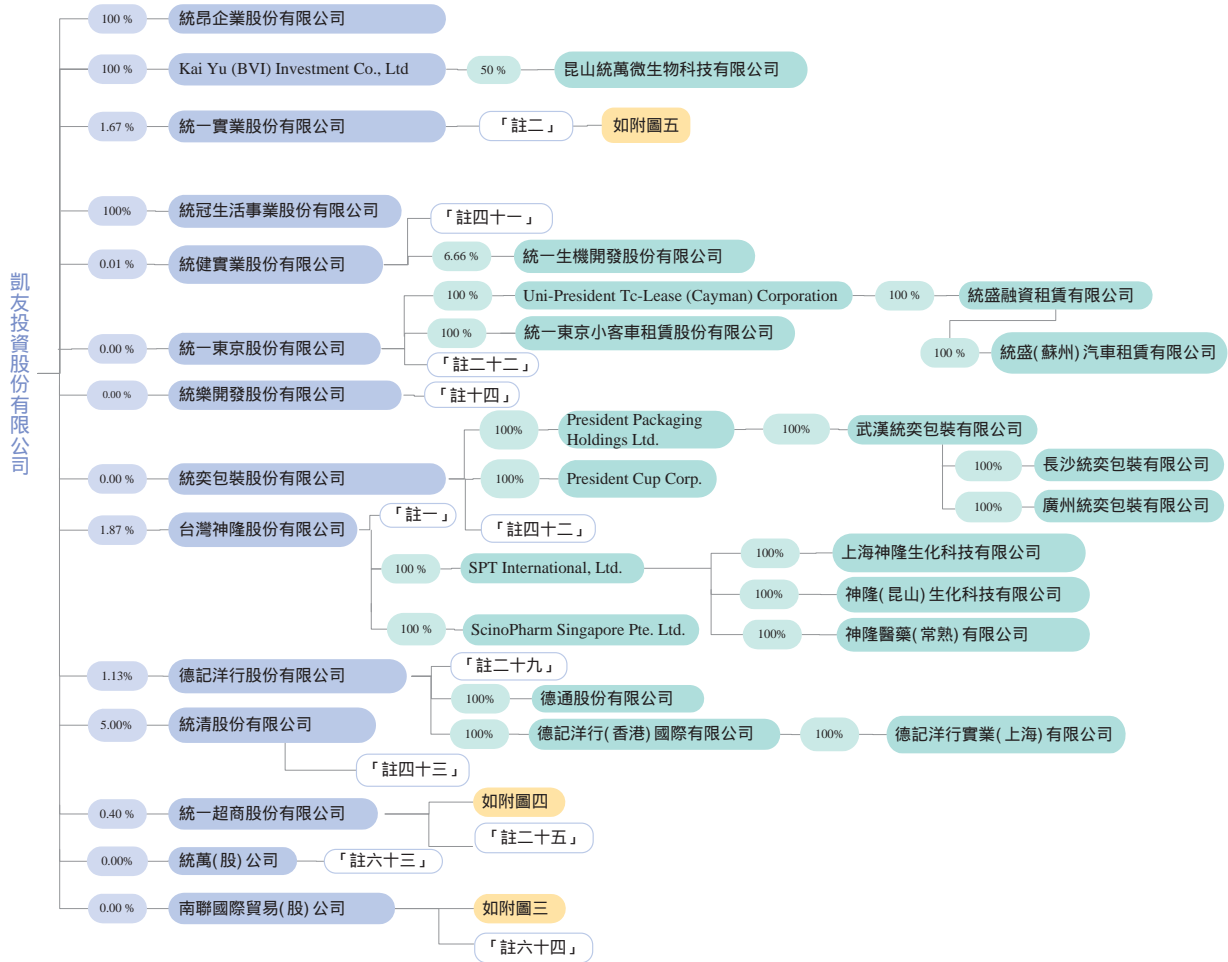 凱友投資股份有限公司
100 %
統昂企業股份有限公司
100 %
Kai Yu (BVI) Investment Co., Ltd
50 %
昆山統萬微生物科技有限公司
1.67 %
統一實業股份有限公司
「註二」
如附圖五
100%
統冠生活事業股份有限公司
「註四十一」
0.01 %
統健實業股份有限公司
6.66 %
統一生機開發股份有限公司
100 %
Uni-President Tc-Lease (Cayman) Corporation
100 %
統盛融資租賃有限公司
100 %
統一東京小客車租賃股份有限公司
100 %
統盛(蘇州)汽車租賃有限公司
0.00 %
統一東京股份有限公司
「註二十二」
0.00 %
統樂開發股份有限公司
「註十四」
100%
President Packaging
Holdings Ltd.
100%
武漢統奕包裝有限公司
100%
長沙統奕包裝有限公司
0.00 %
統奕包裝股份有限公司
100%
President Cup Corp.
100%
廣州統奕包裝有限公司
「註四十二」
1.87 %
台灣神隆股份有限公司
「註一」
100 %
SPT International, Ltd.
100%
上海神隆生化科技有限公司
100%
神隆(昆山)生化科技有限公司
100 %
ScinoPharm Singapore Pte. Ltd.
100%
神隆醫藥(常熟)有限公司
1.13%
德記洋行股份有限公司
「註二十九」
100%
德通股份有限公司
5.00%
統清股份有限公司
100%
德記洋行(香港)國際有限公司
100%
德記洋行實業(上海)有限公司
「註四十三」
0.40 %
統一超商股份有限公司
如附圖四
「註二十五」
0.00%
統萬(股)公司
「註六十三」
0.00 %
南聯國際貿易(股)公司
如附圖三
「註六十四」